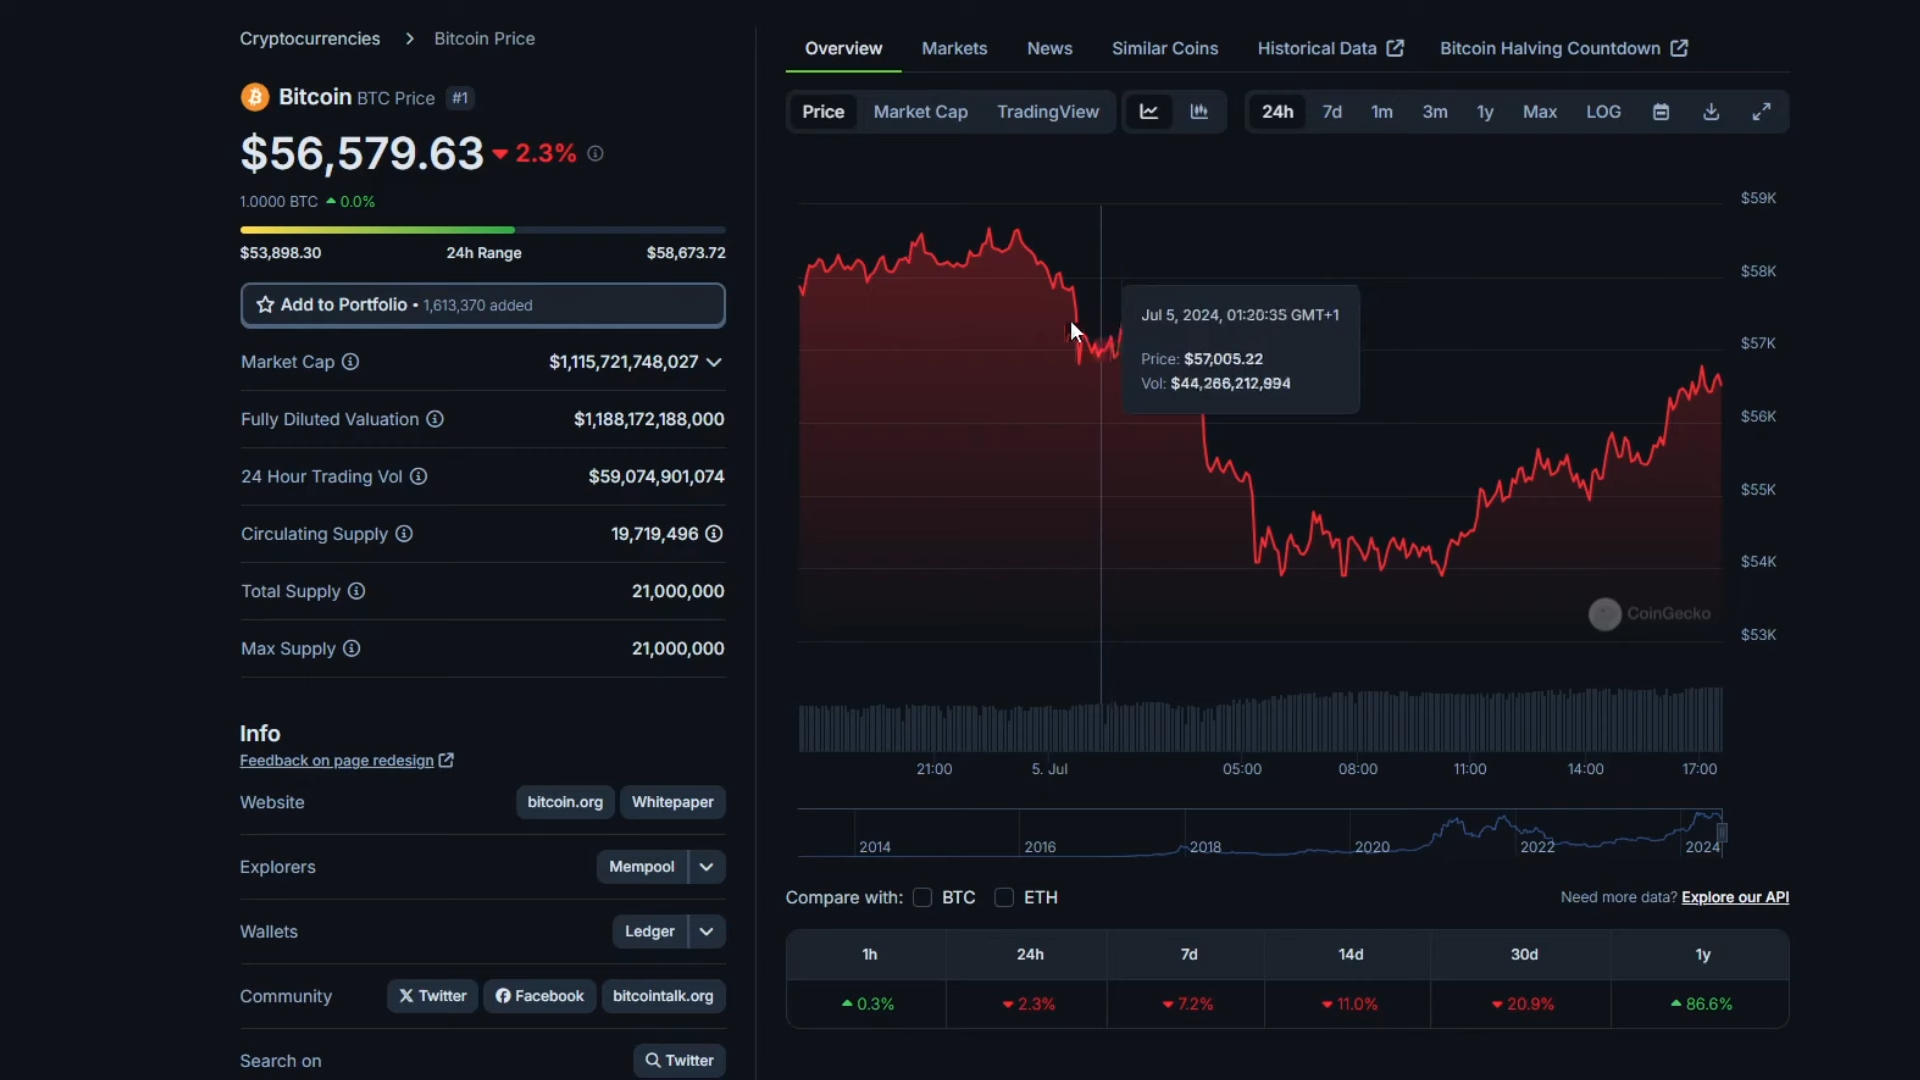 Cryptocurrencies > Bitcoin Price
Bitcoin BTC Price #1
$56,579.63 2.3%
1.0000 BTC 0.0%
$53,898.30 24h Range $58,673.72
Add to Portfolio • 1,613,370 added
Market Cap $1,115,721,748,027
Fully Diluted Valuation $1,188,172,188,000
24 Hour Trading Vol $59,074,901,074
Circulating Supply 19,719,496
Total Supply 21,000,000
Max Supply 21,000,000
Info
Feedback on page redesign
Website bitcoin.org Whitepaper
Explorers Mempool
Wallets Ledger
Community Twitter Facebook bitcointalk.org
Search on Twitter
Overview Markets News Similar Coins Historical Data Bitcoin Halving Countdown
Price Market Cap TradingView 24h 7d 1m 3m 1y Max LOG
$59K
$58K
Jul 5, 2024, 01:20:35 GMT+1
$57K
Price: $57,005.22
Vol: $44,266,212,994
$56K
$55K
$54K
CoinGecko
$53K
21:00 5. Jul 05:00 08:00 11:00 14:00 17:00
2014 2016 2018 2020 2022 2024
Compare with: BTC ETH Need more data? Explore our API
1h 24h 7d 14d 30d 1y
0.3% 2.3% 7.2% 11.0% 20.9% 86.6%